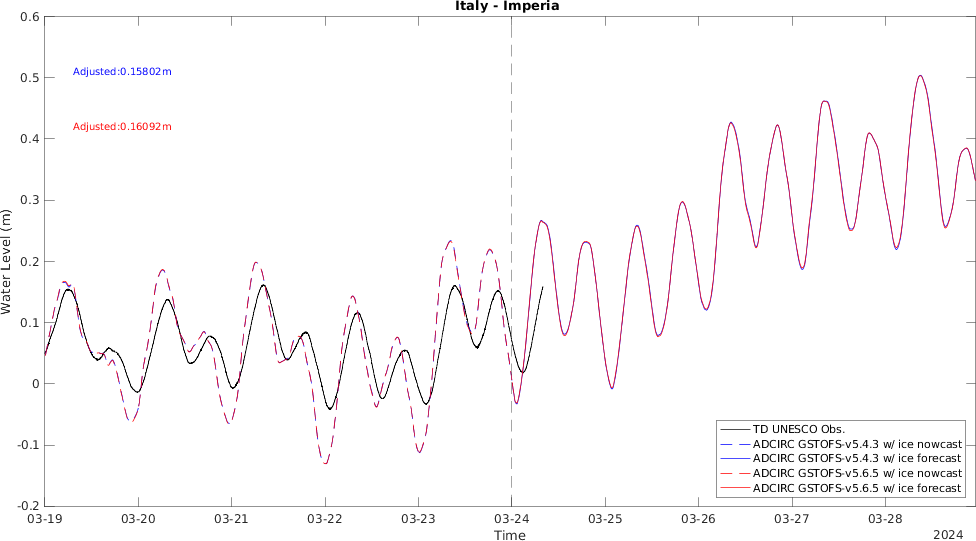 Italy - Imperia
0.6
0.5
0.4
0.3
0.2
0.1
0
-0.1
-0.2
Water Level (m)
Adjusted:0.15802m
Adjusted:0.16092m
TD UNESCO Obs.
ADCIRC GSTOFS-v5.4.3 w/ ice nowcast
ADCIRC GSTOFS-v5.4.3 w/ ice forecast
ADCIRC GSTOFS-v5.6.5 w/ ice nowcast
ADCIRC GSTOFS-v5.6.5 w/ ice forecast
03-19 03-20 03-21 03-22 03-23 03-24 03-25 03-26 03-27 03-28
Time
2024